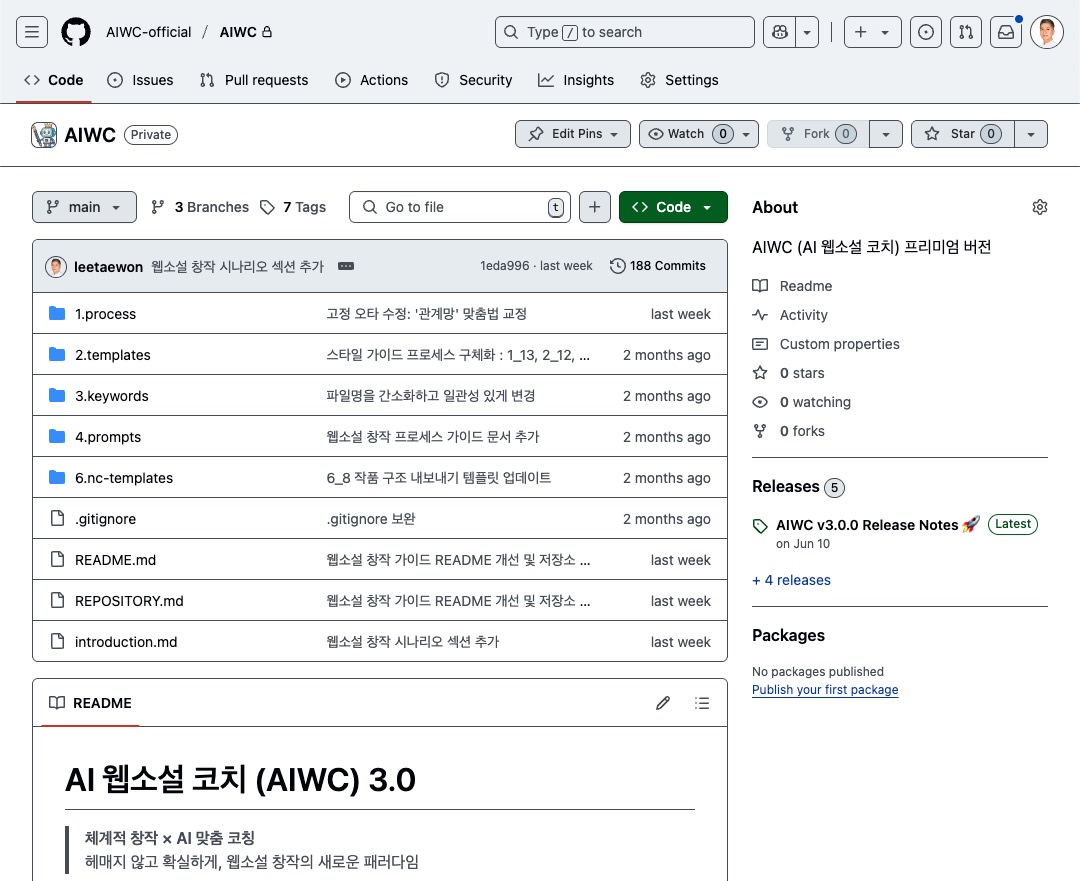 AIWC-official / AIWC
Type / to search
Code Issues Pull requests Actions Security Insights Settings
AIWC Private
Edit Pins Watch 0 Fork 0 Star 0
main 3 Branches 7 Tags Go to file t + Code
leetaewon 웹소설 창작 시나리오 섹션 추가 1eda996 · last week 188 Commits
1.process 고정 오타 수정: '관계망' 맞춤법 교정 last week
2.templates 스타일 가이드 프로세스 구체화 : 1_13, 2_12, ... 2 months ago
3.keywords 파일명을 간소화하고 일관성 있게 변경 2 months ago
4.prompts 웹소설 창작 프로세스 가이드 문서 추가 2 months ago
6.nc-templates 6_8 작품 구조 내보내기 템플릿 업데이트 2 months ago
.gitignore .gitignore 보완 2 months ago
README.md 웹소설 창작 가이드 README 개선 및 저장소 ... last week
REPOSITORY.md 웹소설 창작 가이드 README 개선 및 저장소 ... last week
introduction.md 웹소설 창작 시나리오 섹션 추가 last week
README
AI 웹소설 코치 (AIWC) 3.0
체계적 창작 × AI 맞춤 코칭
헤매지 않고 확실하게, 웹소설 창작의 새로운 패러다임
About
AIWC (AI 웹소설 코치) 프리미엄 버전
Readme
Activity
Custom properties
0 stars
0 watching
0 forks
Releases 5
AIWC v3.0.0 Release Notes 🚀 Latest
on Jun 10
+ 4 releases
Packages
No packages published
Publish your first package